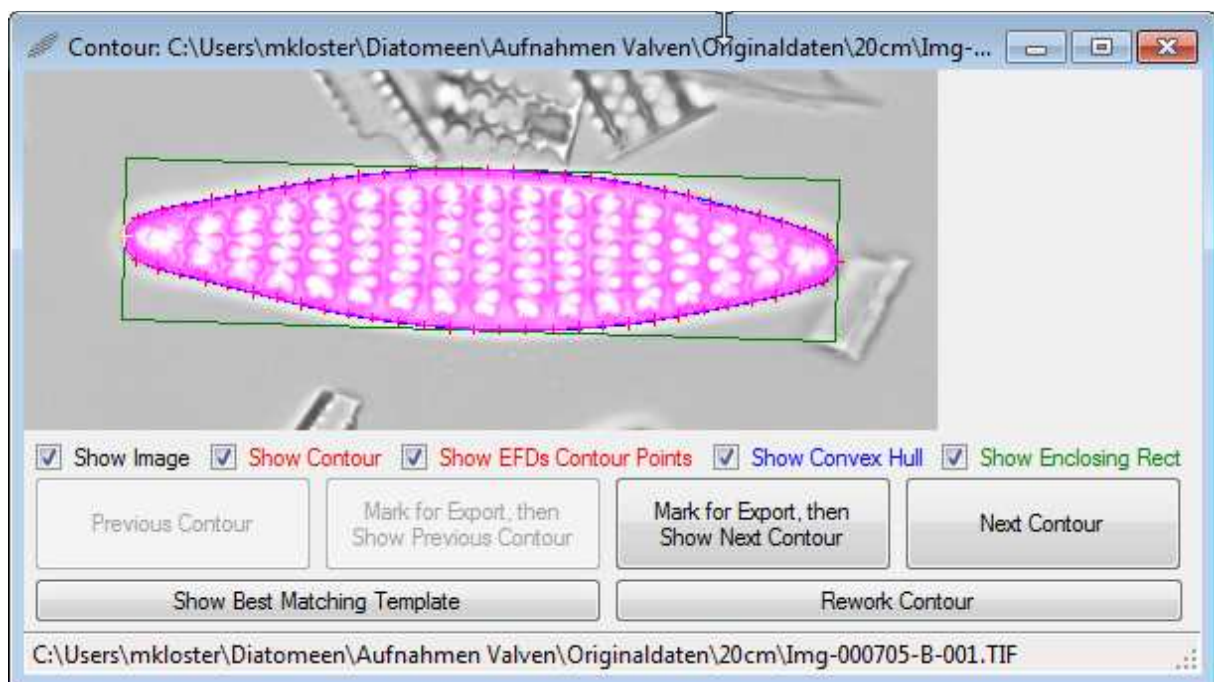 Contour: C:\Users\mkloster\Diatomeen\Aufnahmen Valven\Originaldaten\20cm\Img-...
Show Image Show Contour Show EFDs Contour Points Show Convex Hull Show Enclosing Rect
Previous Contour
Mark for Export, then
Show Previous Contour
Mark for Export, then
Show Next Contour
Next Contour
Show Best Matching Template
Rework Contour
C:\Users\mkloster\Diatomeen\Aufnahmen Valven\Originaldaten\20cm\Img-000705-B-001.TIF